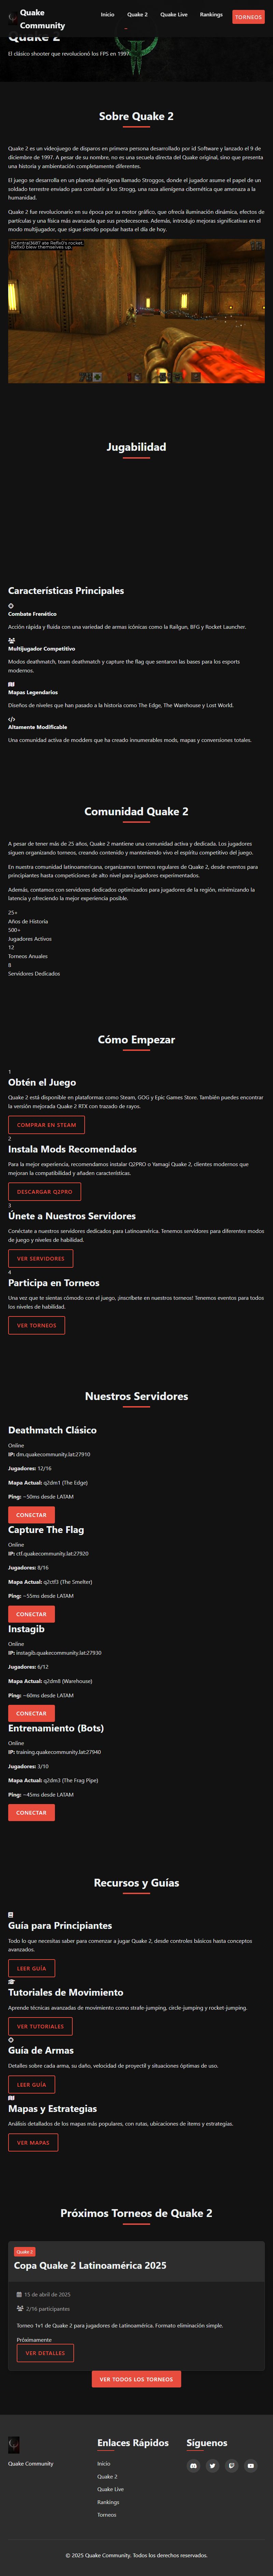 Quake
Community
Inicio
Quake 2
Quake Live
Rankings
TORNEOS
Quake 2
El clásico shooter que revolucionó los FPS en 1997
Sobre Quake 2
Quake 2 es un videojuego de disparos en primera persona desarrollado por id Software y lanzado el 9 de
diciembre de 1997. A pesar de su nombre, no es una secuela directa del Quake original, sino que presenta
una historia y ambientación completamente diferentes.
El juego se desarrolla en un planeta alienígena llamado Stroggos, donde el jugador asume el papel de un
soldado terrestre enviado para combatir a los Strogg, una raza alienígena cibernética que amenaza a la
humanidad.
Quake 2 fue revolucionario en su época por su motor gráfico, que ofrecía iluminación dinámica, efectos de
partículas y una física más avanzada que sus predecesores. Además, introdujo mejoras significativas en el
modo multijugador, que sigue siendo popular hasta el día de hoy.
XCentral3687 ate Refix0's rocket
Refix0 blew themselves up
Jugabilidad
Características Principales
Combate Frenético
Acción rápida y fluida con una variedad de armas icónicas como la Railgun, BFG y Rocket Launcher.
Multijugador Competitivo
Modos deathmatch, team deathmatch y capture the flag que sentaron las bases para los esports
modernos.
Mapas Legendarios
Diseños de niveles que han pasado a la historia como The Edge, The Warehouse y Lost World.
Altamente Modificable
Una comunidad activa de modders que ha creado innumerables mods, mapas y conversiones totales.
Comunidad Quake 2
A pesar de tener más de 25 años, Quake 2 mantiene una comunidad activa y dedicada. Los jugadores
siguen organizando torneos, creando contenido y manteniendo vivo el espíritu competitivo del juego.
En nuestra comunidad latinoamericana, organizamos torneos regulares de Quake 2, desde eventos para
principiantes hasta competiciones de alto nivel para jugadores experimentados.
Además, contamos con servidores dedicados optimizados para jugadores de la región, minimizando la
latencia y ofreciendo la mejor experiencia posible.
25+
Años de Historia
500+
Jugadores Activos
12
Torneos Anuales
8
Servidores Dedicados
Cómo Empezar
1
Obtén el Juego
Quake 2 está disponible en plataformas como Steam, GOG y Epic Games Store. También puedes encontrar
la versión mejorada Quake 2 RTX con trazado de rayos.
COMPRAR EN STEAM
2
Instala Mods Recomendados
Para la mejor experiencia, recomendamos instalar Q2PRO o Yamagi Quake 2, clientes modernos que
mejoran la compatibilidad y añaden características.
DESCARGAR Q2PRO
3
Únete a Nuestros Servidores
Conéctate a nuestros servidores dedicados para Latinoamérica. Tenemos servidores para diferentes modos
de juego y niveles de habilidad.
VER SERVIDORES
4
Participa en Torneos
Una vez que te sientas cómodo con el juego, ¡inscríbete en nuestros torneos! Tenemos eventos para todos
los niveles de habilidad.
VER TORNEOS
Nuestros Servidores
Deathmatch Clásico
Online
IP: dm.quakecommunity.lat:27910
Jugadores: 12/16
Mapa Actual: q2dm1 (The Edge)
Ping: ~50ms desde LATAM
CONECTAR
Capture The Flag
Online
IP: ctf.quakecommunity.lat:27920
Jugadores: 8/16
Mapa Actual: q2ctf3 (The Smelter)
Ping: ~55ms desde LATAM
CONECTAR
Instagib
Online
IP: instagib.quakecommunity.lat:27930
Jugadores: 6/12
Mapa Actual: q2dm8 (Warehouse)
Ping: ~60ms desde LATAM
CONECTAR
Entrenamiento (Bots)
Online
IP: training.quakecommunity.lat:27940
Jugadores: 3/10
Mapa Actual: q2dm3 (The Frag Pipe)
Ping: ~45ms desde LATAM
CONECTAR
Recursos y Guías
Guía para Principiantes
Todo lo que necesitas saber para comenzar a jugar Quake 2, desde controles básicos hasta conceptos
avanzados.
LEER GUÍA
Tutoriales de Movimiento
Aprende técnicas avanzadas de movimiento como strafe-jumping, circle-jumping y rocket-jumping.
VER TUTORIALES
Guía de Armas
Detalles sobre cada arma, su daño, velocidad de proyectil y situaciones óptimas de uso.
LEER GUÍA
Mapas y Estrategias
Análisis detallados de los mapas más populares, con rutas, ubicaciones de ítems y estrategias.
VER MAPAS
Próximos Torneos de Quake 2
Quake 2
Copa Quake 2 Latinoamérica 2025
15 de abril de 2025
2/16 participantes
Torneo 1v1 de Quake 2 para jugadores de Latinoamérica. Formato eliminación simple.
Próximamente
VER DETALLES
VER TODOS LOS TORNEOS
Quake Community
Enlaces Rápidos
Inicio
Quake 2
Quake Live
Rankings
Torneos
Síguenos
© 2025 Quake Community. Todos los derechos reservados.